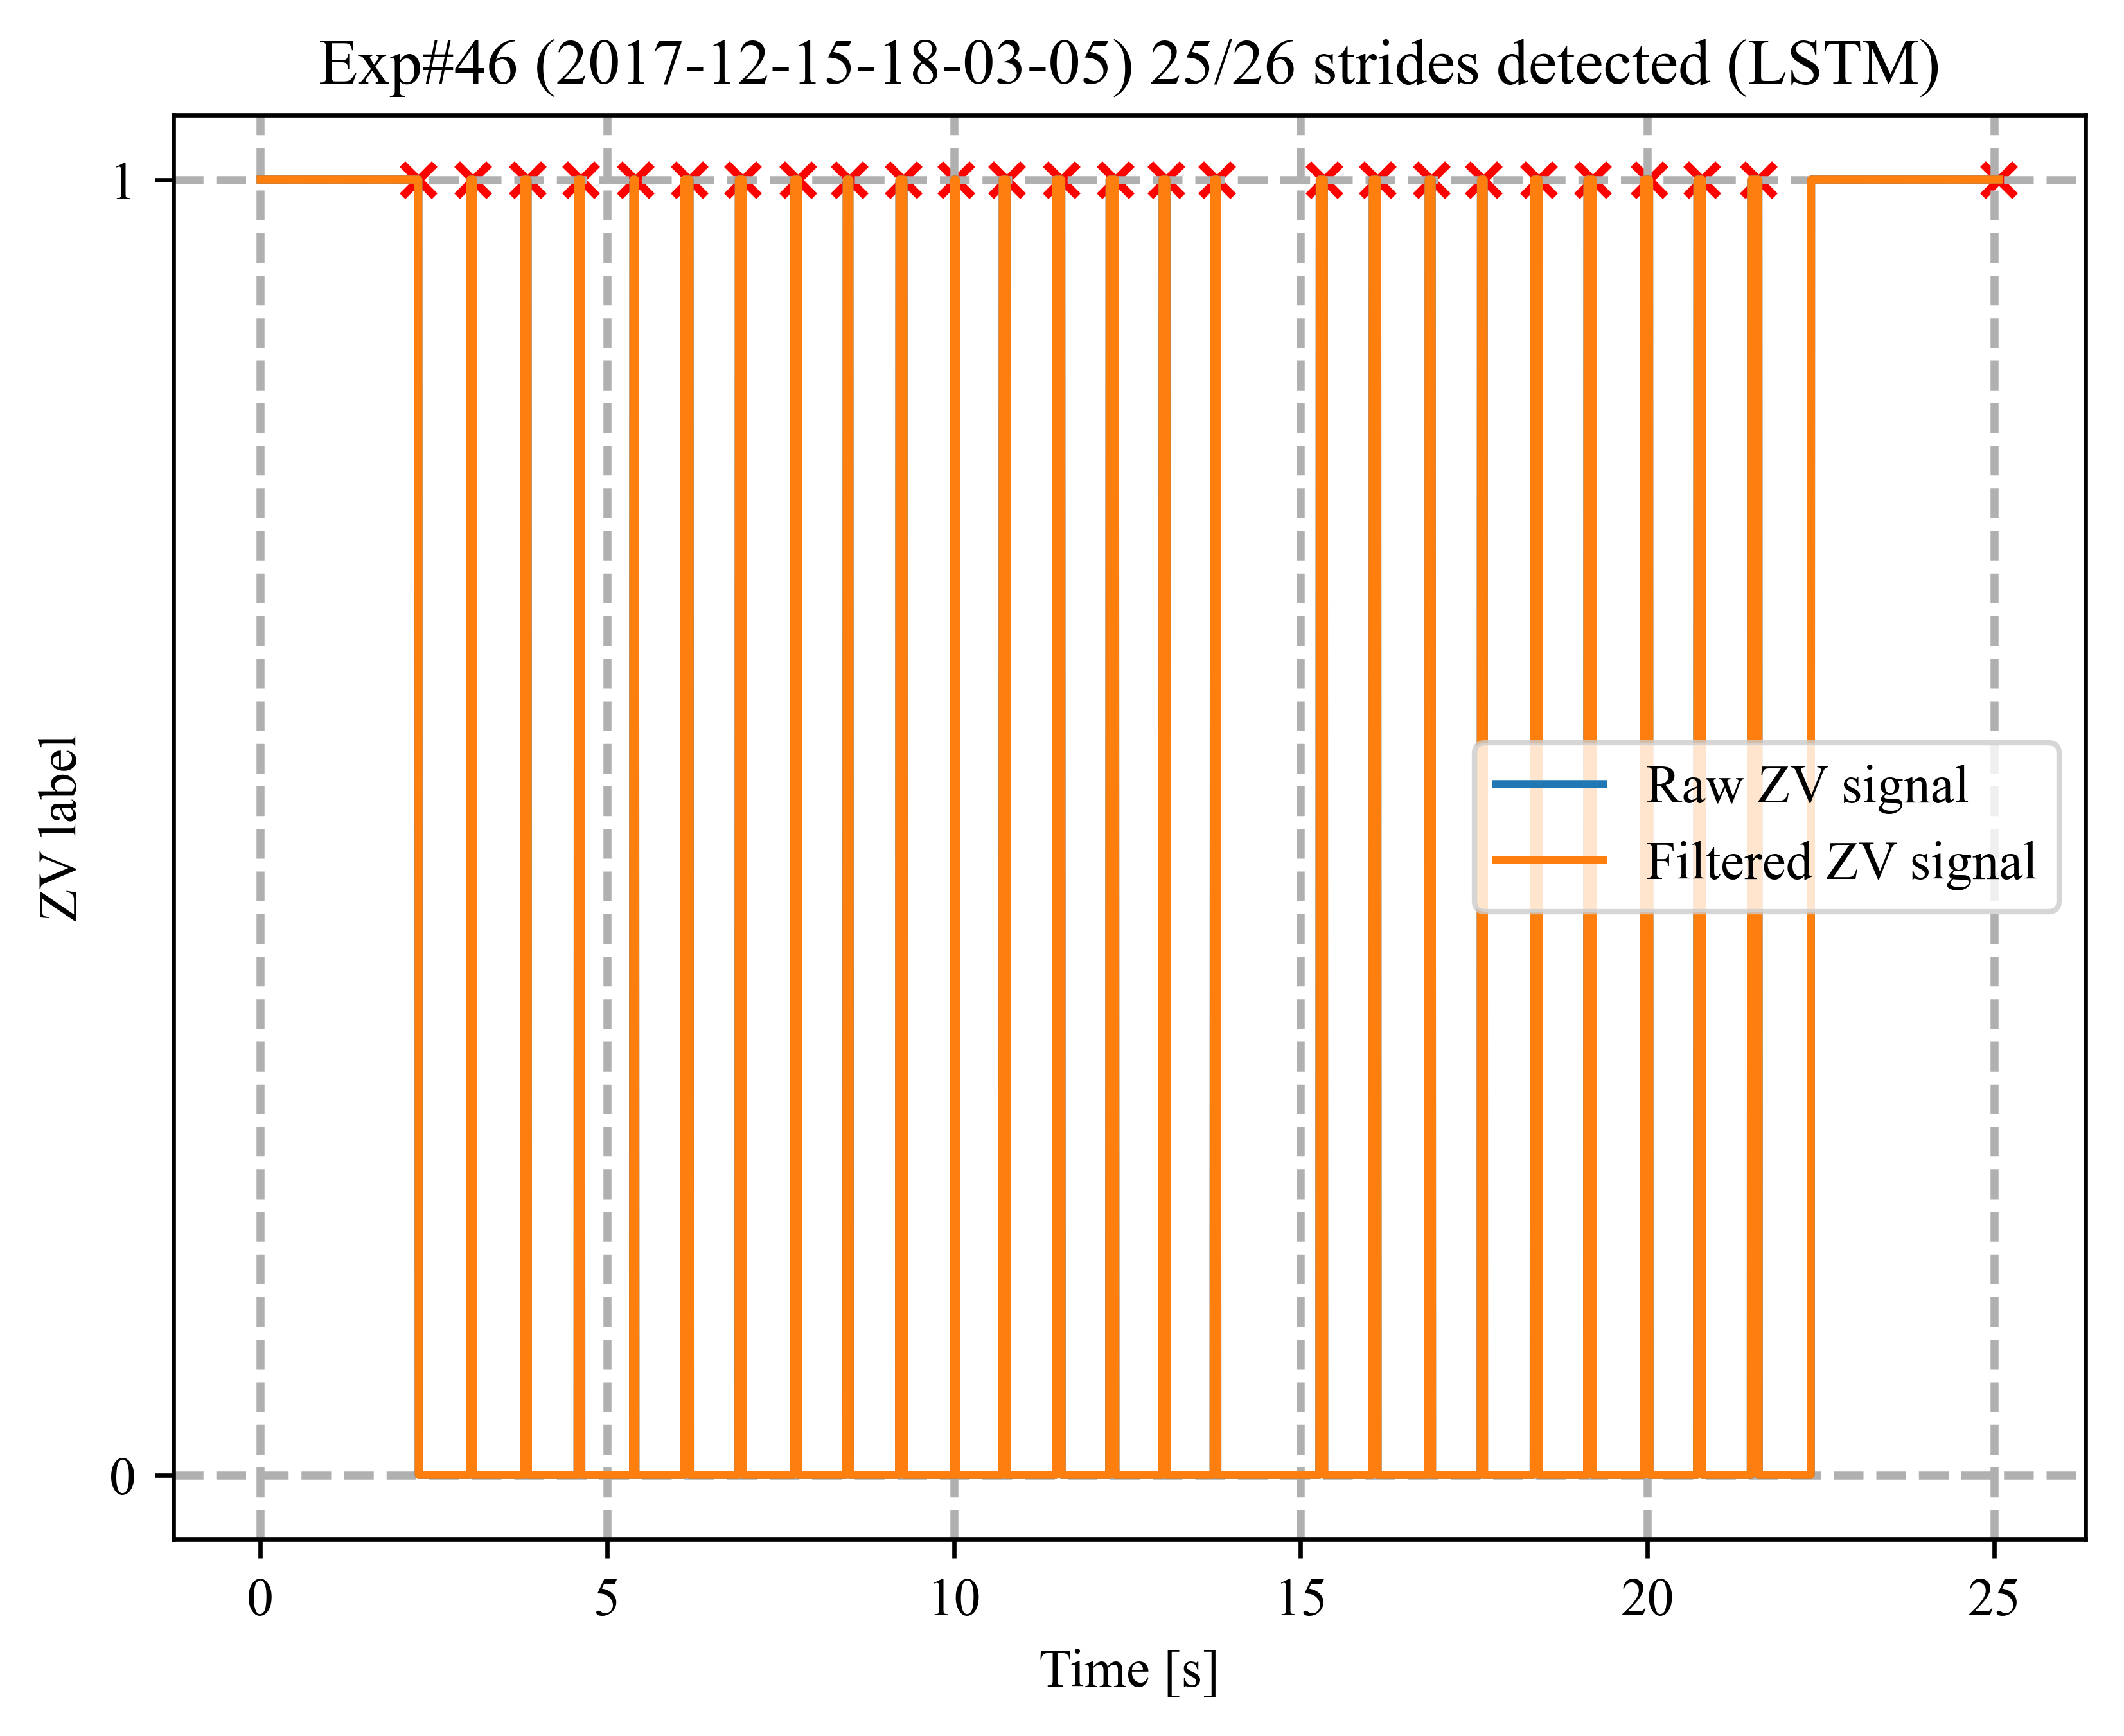 Exp#46 (2017-12-15-18-03-05) 25/26 strides detected (LSTM)
1
ZV label
Raw ZV signal
Filtered ZV signal
0
0 5 10 15 20 25
Time [s]